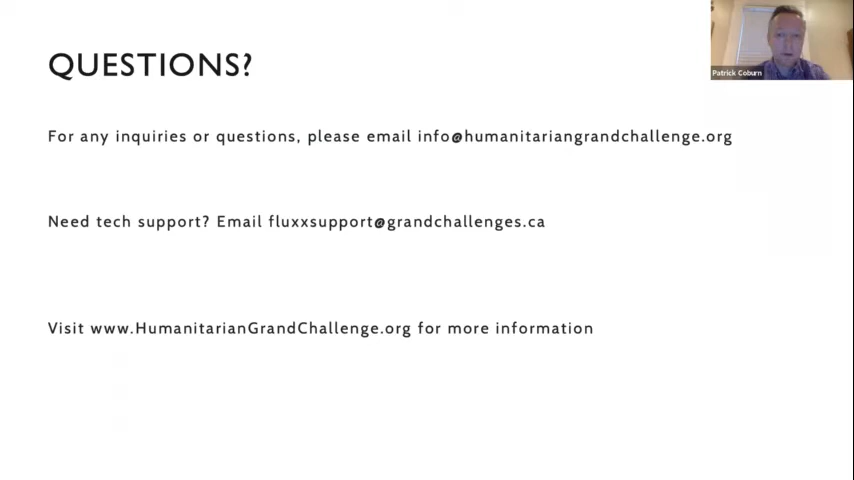 QUESTIONS?
Patrick Coburn
For any inquiries or questions, please email info@humanitariangrandchallenge.org
Need tech support? Email fluxxsupport@grandchallenges.ca
Visit www.HumanitarianGrandChallenge.org for more information